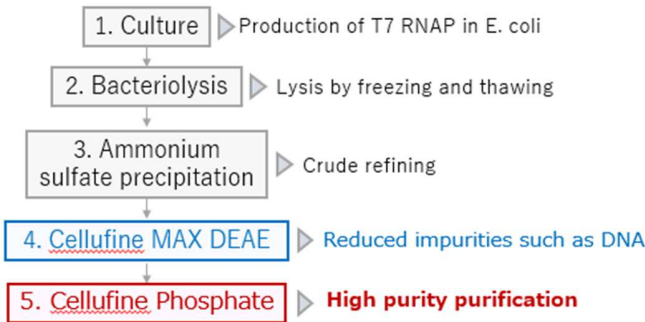 1. Culture
Production of T7 RNAP in E. coli
2. Bacteriolysis
Lysis by freezing and thawing
3. Ammonium
sulfate precipitation
Crude refining
4. Cellufine MAX DEAE
Reduced impurities such as DNA
5. Cellufine Phosphate
High purity purification